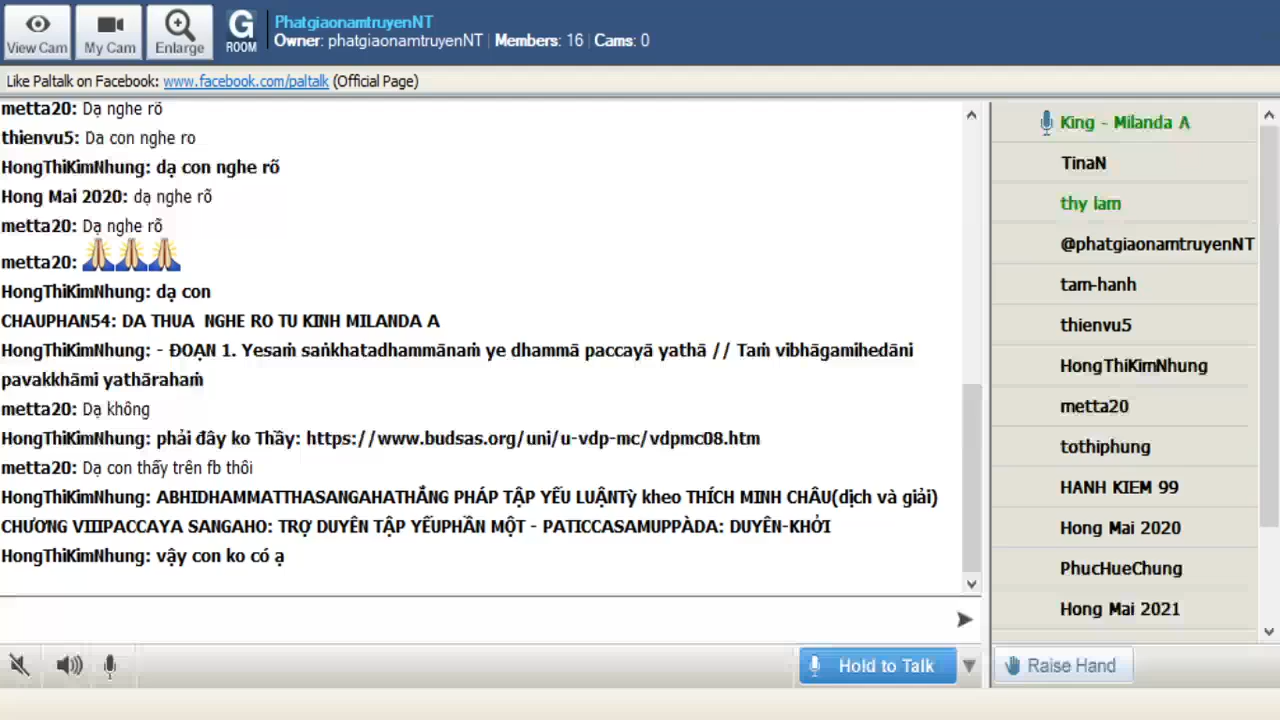 View Cam
My Cam
Enlarge
G
ROOM
PhatgiaonamtruyenNT
Owner: phatgiaonamtruyenNT | Members: 16 | Cams: 0
Like Paltalk on Facebook: www.facebook.com/paltalk (Official Page)
metta20: Dạ nghe rõ
thienvu5: Da con nghe ro
HongThiKimNhung: dạ con nghe rõ
Hong Mai 2020: dạ nghe rõ
metta20: Dạ nghe rõ
metta20:
HongThiKimNhung: dạ con
CHAUPHAN54: DA THUA NGHE RO TU KINH MILANDA A
HongThiKimNhung: - ĐOẠN 1. Yesaṁ saṅkhatadhammānaṁ ye dhammā paccayā yathā // Taṁ vibhāgamihedāni
pavakkhāmi yathārahaṁ
metta20: Dạ không
HongThiKimNhung: phải đây ko Thầy: https://www.budsas.org/uni/u-vdp-mc/vdpmc08.htm
metta20: Dạ con thấy trên fb thôi
HongThiKimNhung: ABHIDHAMMATTHASANGAHATHẮNG PHÁP TẬP YẾU LUẬNTỳ kheo THÍCH MINH CHÂU(dịch và giải)
CHƯƠNG VIIIPACCAYA SANGAHO: TRỢ DUYÊN TẬP YẾUPHẦN MỘT - PATICCASAMUPPÀDA: DUYÊN-KHỞI
HongThiKimNhung: vậy con ko có ạ
King - Milanda A
TinaN
thy lam
@phatgiaonamtruyenNT
tam-hanh
thienvu5
HongThiKimNhung
metta20
tothiphung
HANH KIEM 99
Hong Mai 2020
PhucHueChung
Hong Mai 2021
Hold to Talk
Raise Hand